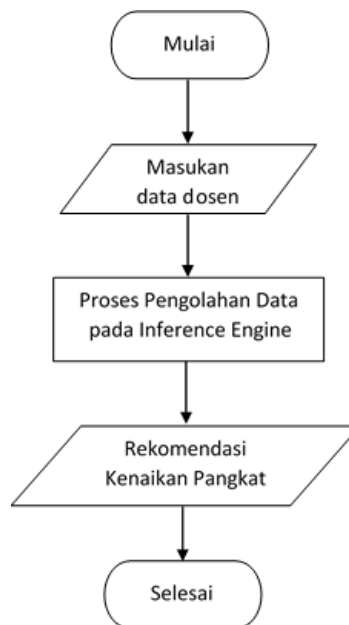 Mulai
Masukan
data dosen
Proses Pengolahan Data
pada Inference Engine
Rekomendasi
Kenaikan Pangkat
Selesai